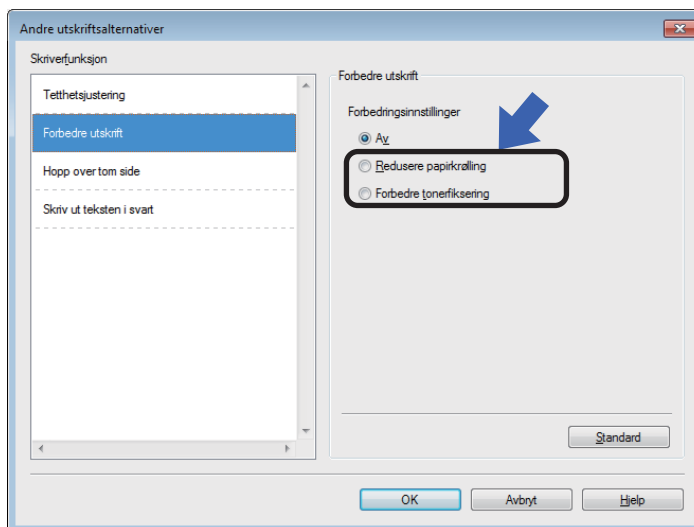 Andre utskriftsalternativer
Skriverfunksjon
Tetthetsjustering
Forbedre utskrift
Hopp over tom side
Skriv ut teksten i svart
Forbedre utskrift
Forbedringsinnstillinger
Av
Redusere papirkrølling
Forbedre tonerfiksering
Standard
OK
Avbryt
Hjelp